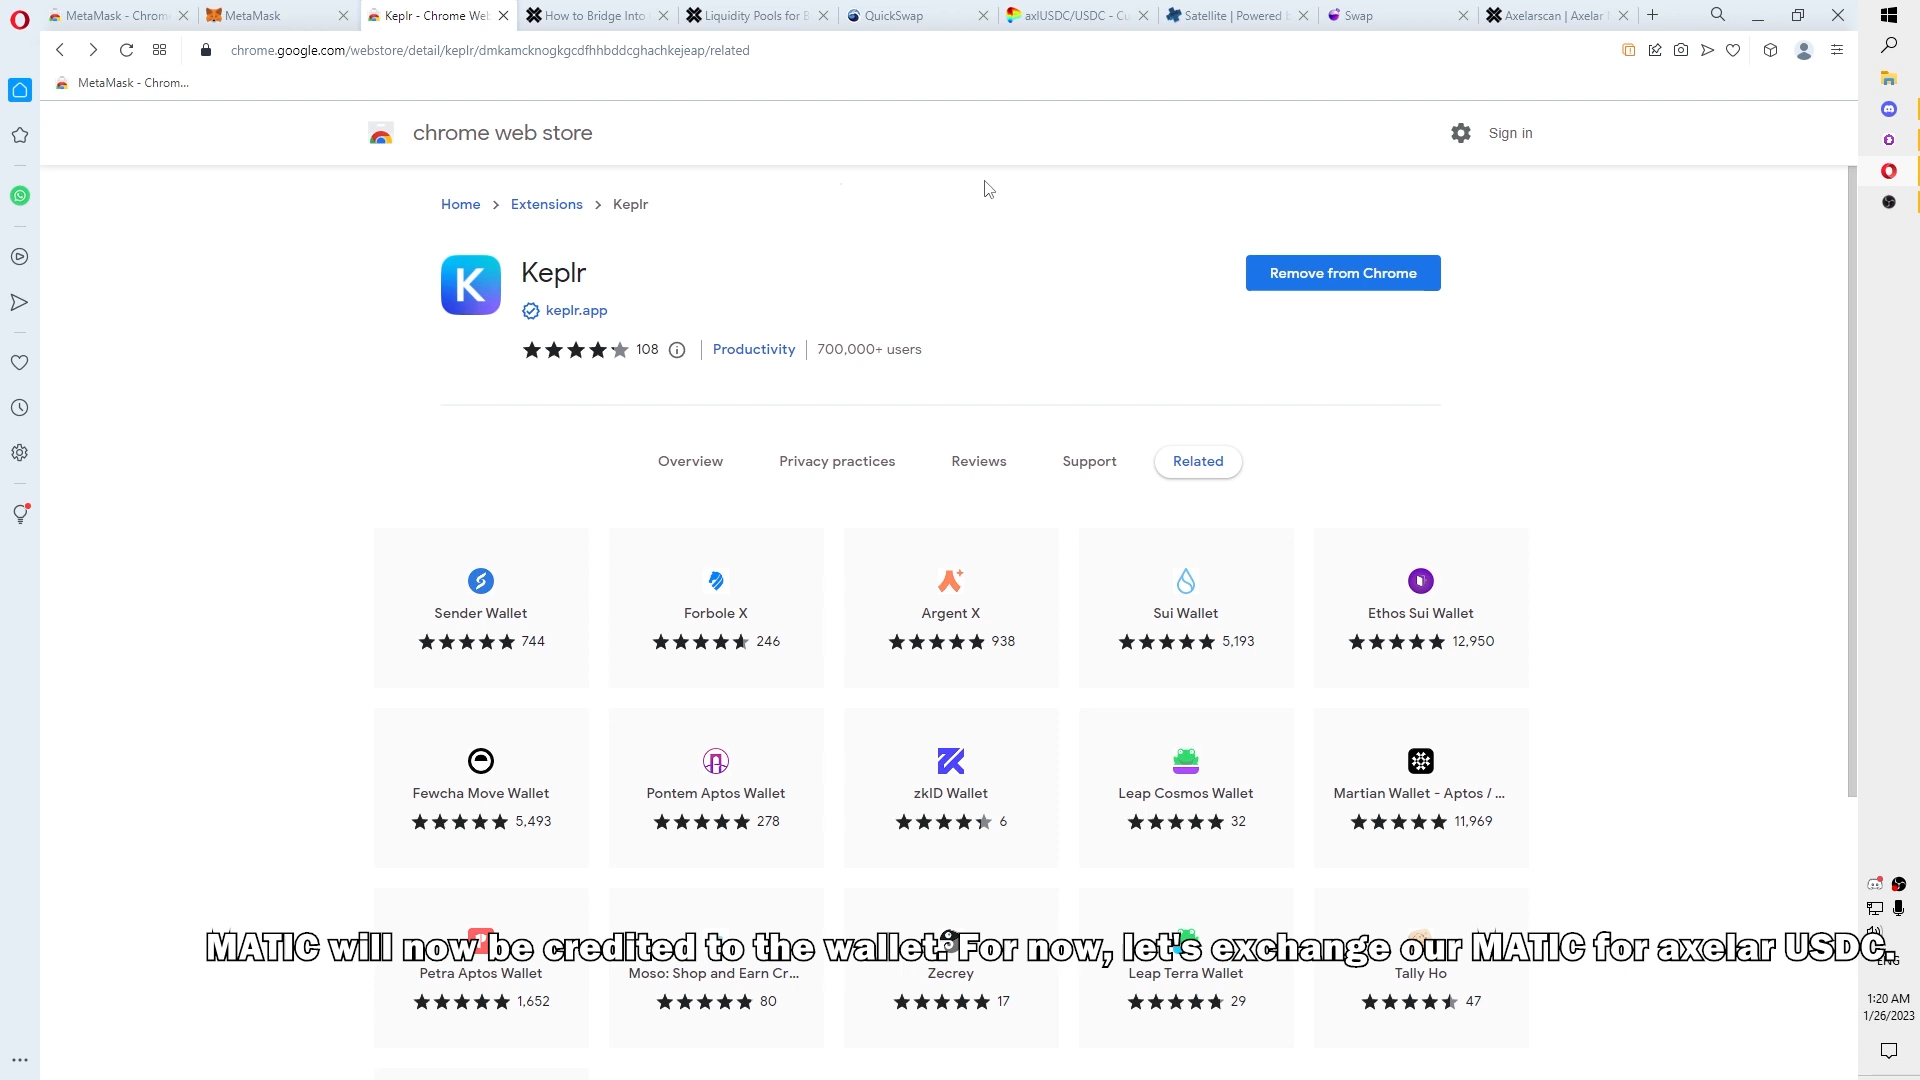 MetaMask - Chrom
MetaMask
Keplr - Chrome Web
How to Bridge Into
Liquidity Pools for B
QuickSwap
axlUSDC/USDC - Cu
Satellite | Powered b
Swap
Axelarscan | Axelar
chrome.google.com/webstore/detail/keplr/dmkamcknogkgcdfhhbddcghachkejeap/related
MetaMask - Chrom...
chrome web store
Sign in
Home > Extensions > Keplr
Keplr
Remove from Chrome
keplr.app
108
Productivity
700,000+ users
Overview
Privacy practices
Reviews
Support
Related
Sender Wallet
744
Forbole X
246
Argent X
938
Sui Wallet
5,193
Ethos Sui Wallet
12,950
Fewcha Move Wallet
5,493
Pontem Aptos Wallet
278
zkID Wallet
6
Leap Cosmos Wallet
32
Martian Wallet - Aptos / ...
11,969
MATIC will now be credited to the wallet. For now, let's exchange our MATIC for axelar USDC.
Petra Aptos Wallet
1,652
Moso: Shop and Earn Cr...
80
Zecrey
17
Leap Terra Wallet
29
Tally Ho
47
ENG
1:20 AM
1/26/2023